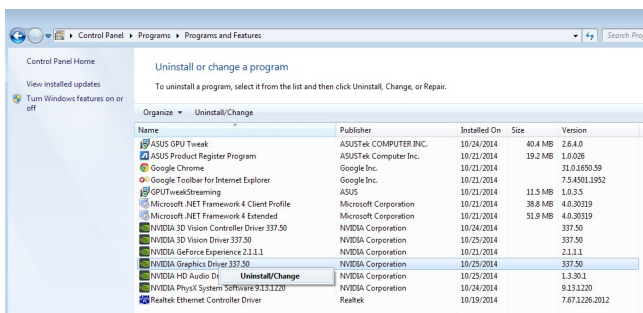 Control Panel Programs Programs and Features Search Pro
Control Panel Home
View installed updates
Turn Windows features on or
off
Uninstall or change a program
To uninstall a program, select it from the list and then click Uninstall, Change, or Repair.
Organize Uninstall/Change
Name Publisher Installed On Size Version
ASUS GPU Tweak ASUSTek COMPUTER INC. 10/24/2014 40.4 MB 2.6.4.0
ASUS Product Register Program ASUSTek Computer Inc. 10/21/2014 19.2 MB 1.0.026
Google Chrome Google Inc. 10/21/2014 31.0.1650.59
Google Toolbar for Internet Explorer Google Inc. 10/21/2014 7.5.4501.1952
GPUTweakStreaming ASUS 10/21/2014 11.5 MB 1.0.3.5
Microsoft .NET Framework 4 Client Profile Microsoft Corporation 10/21/2014 38.8 MB 4.0.30319
Microsoft .NET Framework 4 Extended Microsoft Corporation 10/21/2014 51.9 MB 4.0.30319
NVIDIA 3D Vision Controller Driver 337.50 NVIDIA Corporation 10/24/2014 337.50
NVIDIA 3D Vision Driver 337.50 NVIDIA Corporation 10/25/2014 337.50
NVIDIA GeForce Experience 2.1.1.1 NVIDIA Corporation 10/21/2014 2.1.1.1
NVIDIA Graphics Driver 337.50 NVIDIA Corporation 10/25/2014 337.50
NVIDIA HD Audio Dr Uninstall/Change NVIDIA Corporation 10/25/2014 1.3.30.1
NVIDIA PhysX System Software 9.13.1220 NVIDIA Corporation 10/24/2014 9.13.1220
Realtek Ethernet Controller Driver Realtek 10/19/2014 7.67.1226.2012